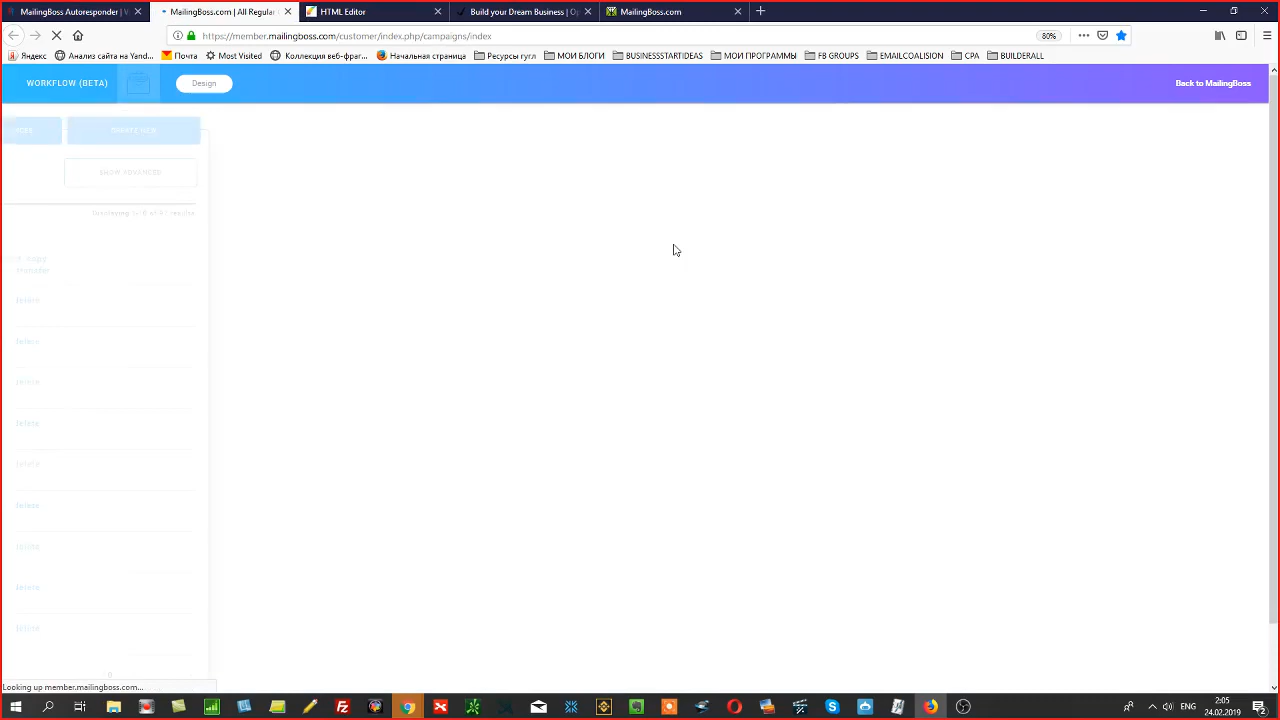 MailingBoss Autoresponder | V
MailingBoss.com | All Regular
HTML Editor
Build your Dream Business | O
MailingBoss.com
https://member.mailingboss.com/customer/index.php/campaigns/index
80%
Яндекс
Анализ сайта на Yand...
Почта
Most Visited
Коллекция веб-фраг...
Начальная страница
Ресурсы гугл
МОИ БЛОГИ
BUSINESSSTARTIDEAS
МОИ ПРОГРАММЫ
FB GROUPS
EMAILCOALISION
CPA
BUILDERALL
WORKFLOW (BETA)
Design
Back to MailingBoss
SHOW ADVANCED
Looking up member.mailingboss.com...
ENG
2:05
24.02.2019